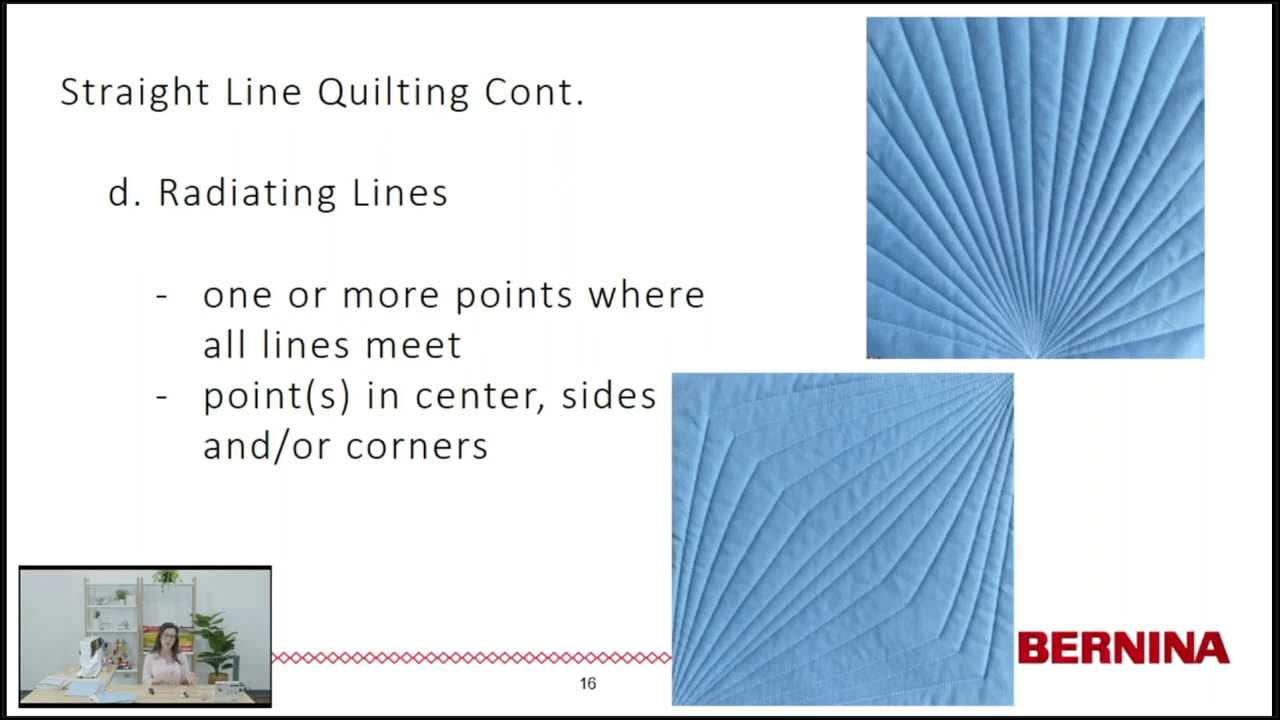 Straight Line Quilting Cont.
d. Radiating Lines
- one or more points where
all lines meet
- point(s) in center, sides
and/or corners
16
BERNINA